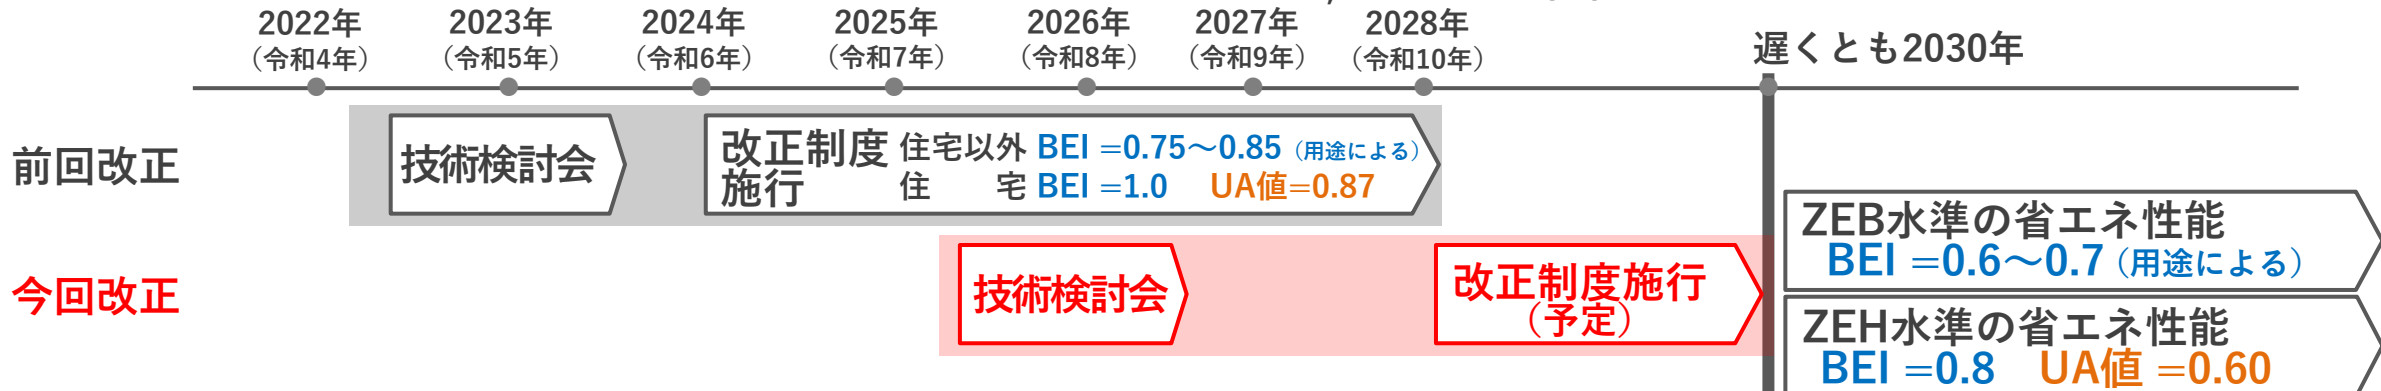 2022年
（令和4年）
2023年
（令和5年）
2024年
（令和6年）
2025年
（令和7年）
2026年
（令和8年）
2027年
（令和9年）
2028年
（令和10年）
遅くとも2030年
前回改正
技術検討会
改正制度
施行
住宅以外 BEI =0.75～0.85（用途による）
住　　宅 BEI =1.0　UA値=0.87
ZEB水準の省エネ性能
BEI =0.6～0.7（用途による）
今回改正
技術検討会
改正制度施行
（予定）
ZEH水準の省エネ性能
BEI =0.8　UA値 =0.60